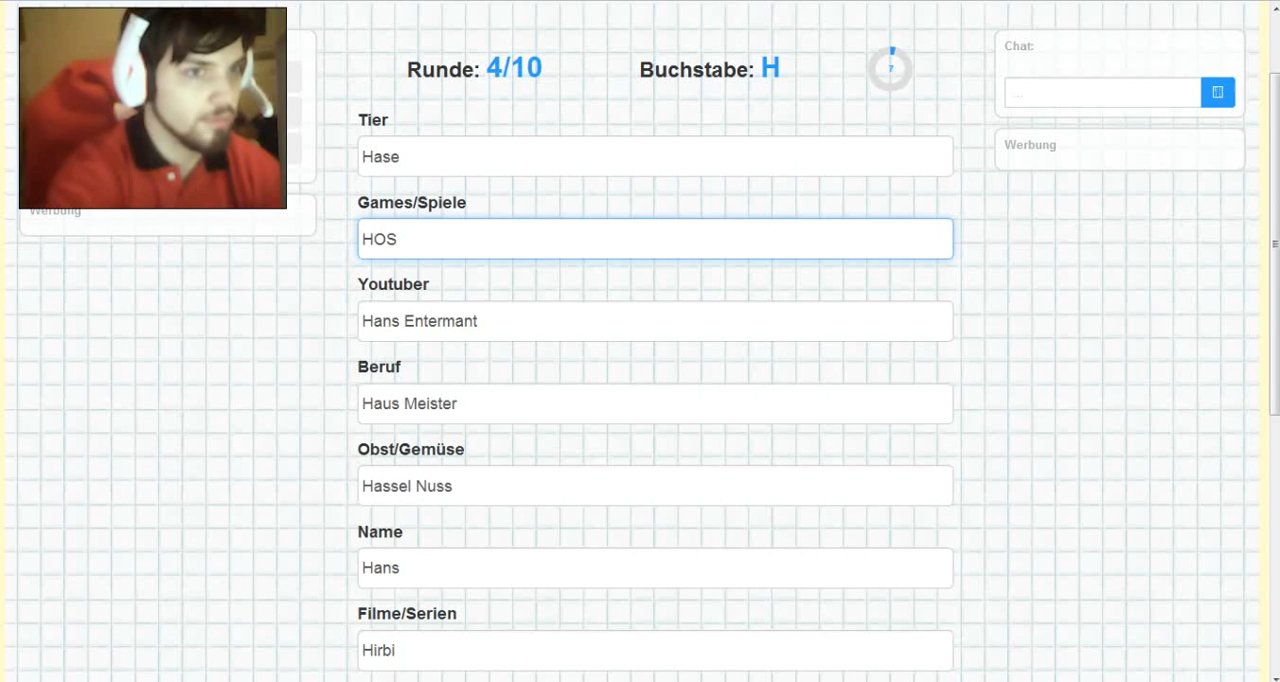 Runde: 4/10 Buchstabe: H 7
Chat:
...
Werbung
Werbung
Tier
Hase
Games/Spiele
HOS
Youtuber
Hans Entermant
Beruf
Haus Meister
Obst/Gemüse
Hassel Nuss
Name
Hans
Filme/Serien
Hirbi